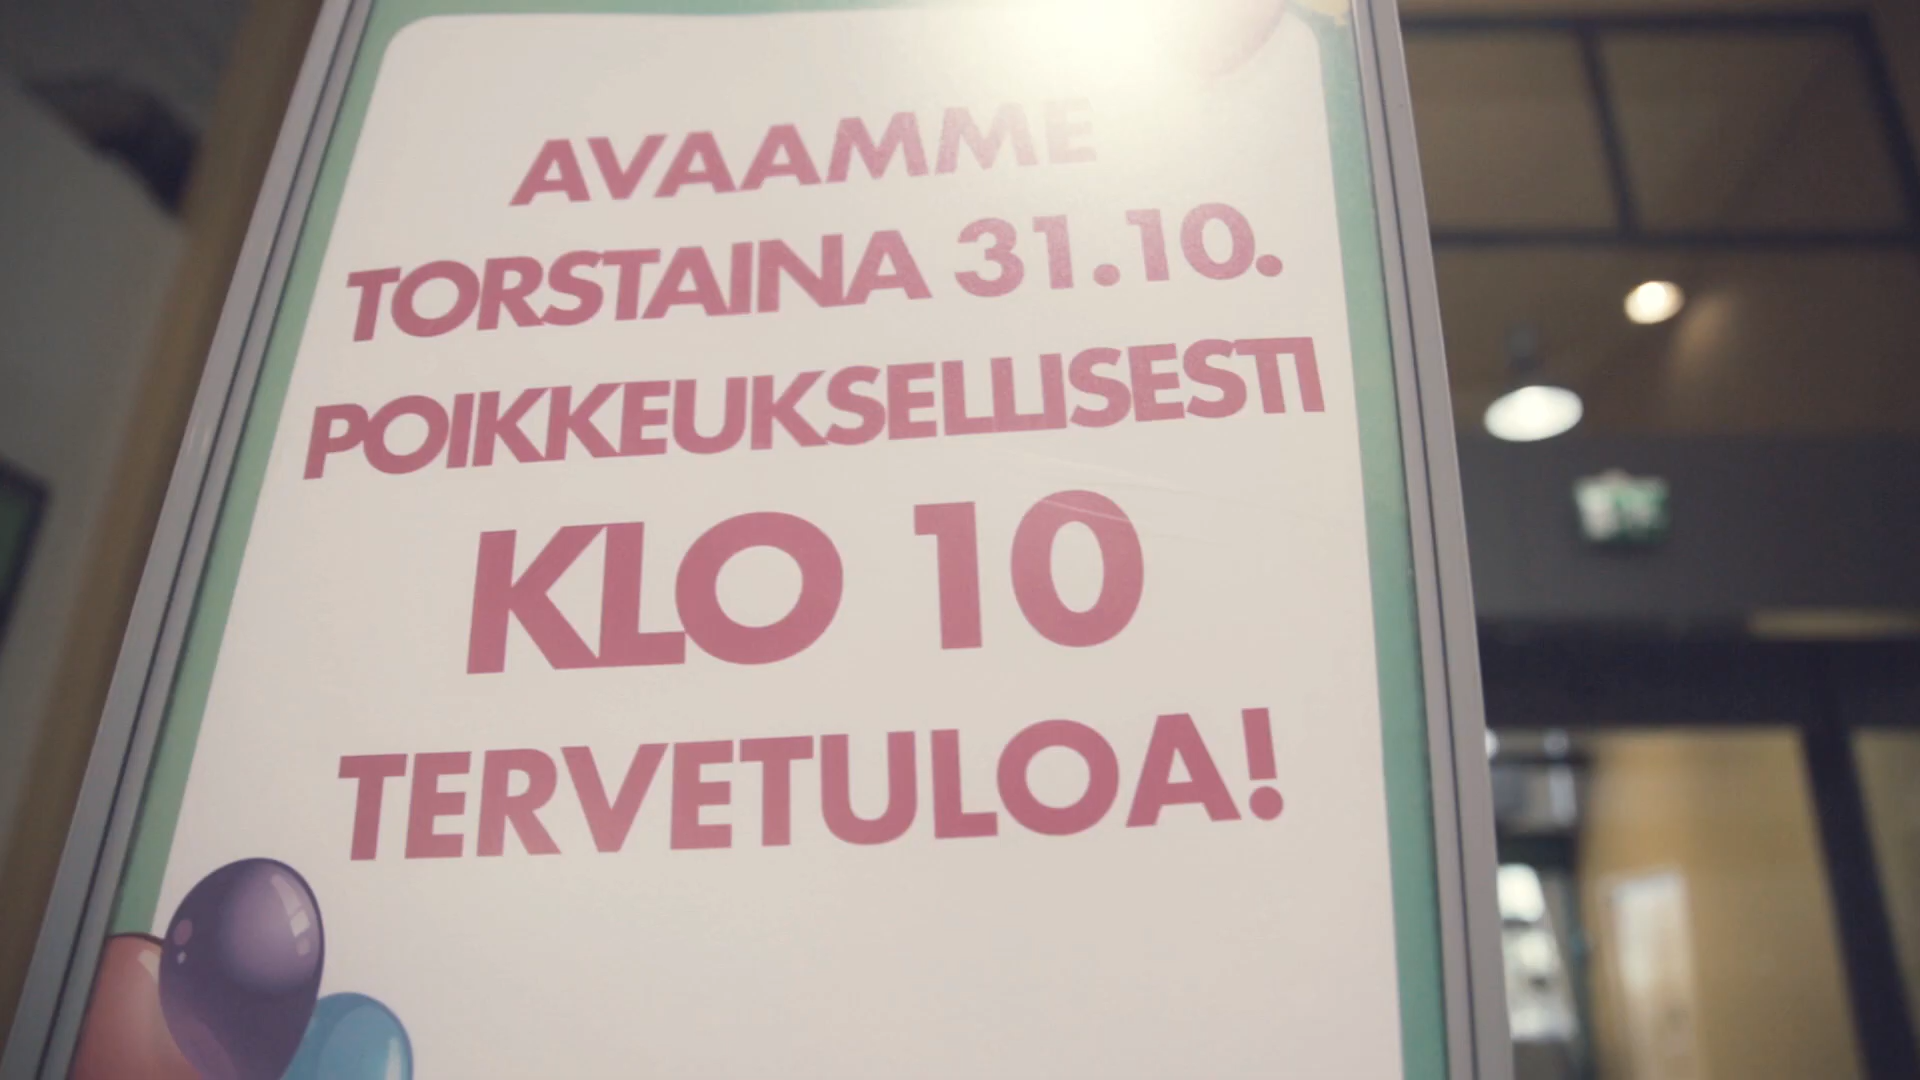 AVAAMME
TORSTAINA 31.10.
POIKKEUKSELLISESTI
KLO 10
TERVETULOA!